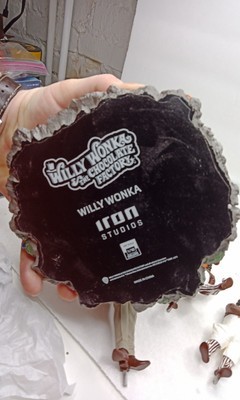 WILLY WONKA
& THE CHOCOLATE
FACTORY
WILLY WONKA
IRON
STUDIOS